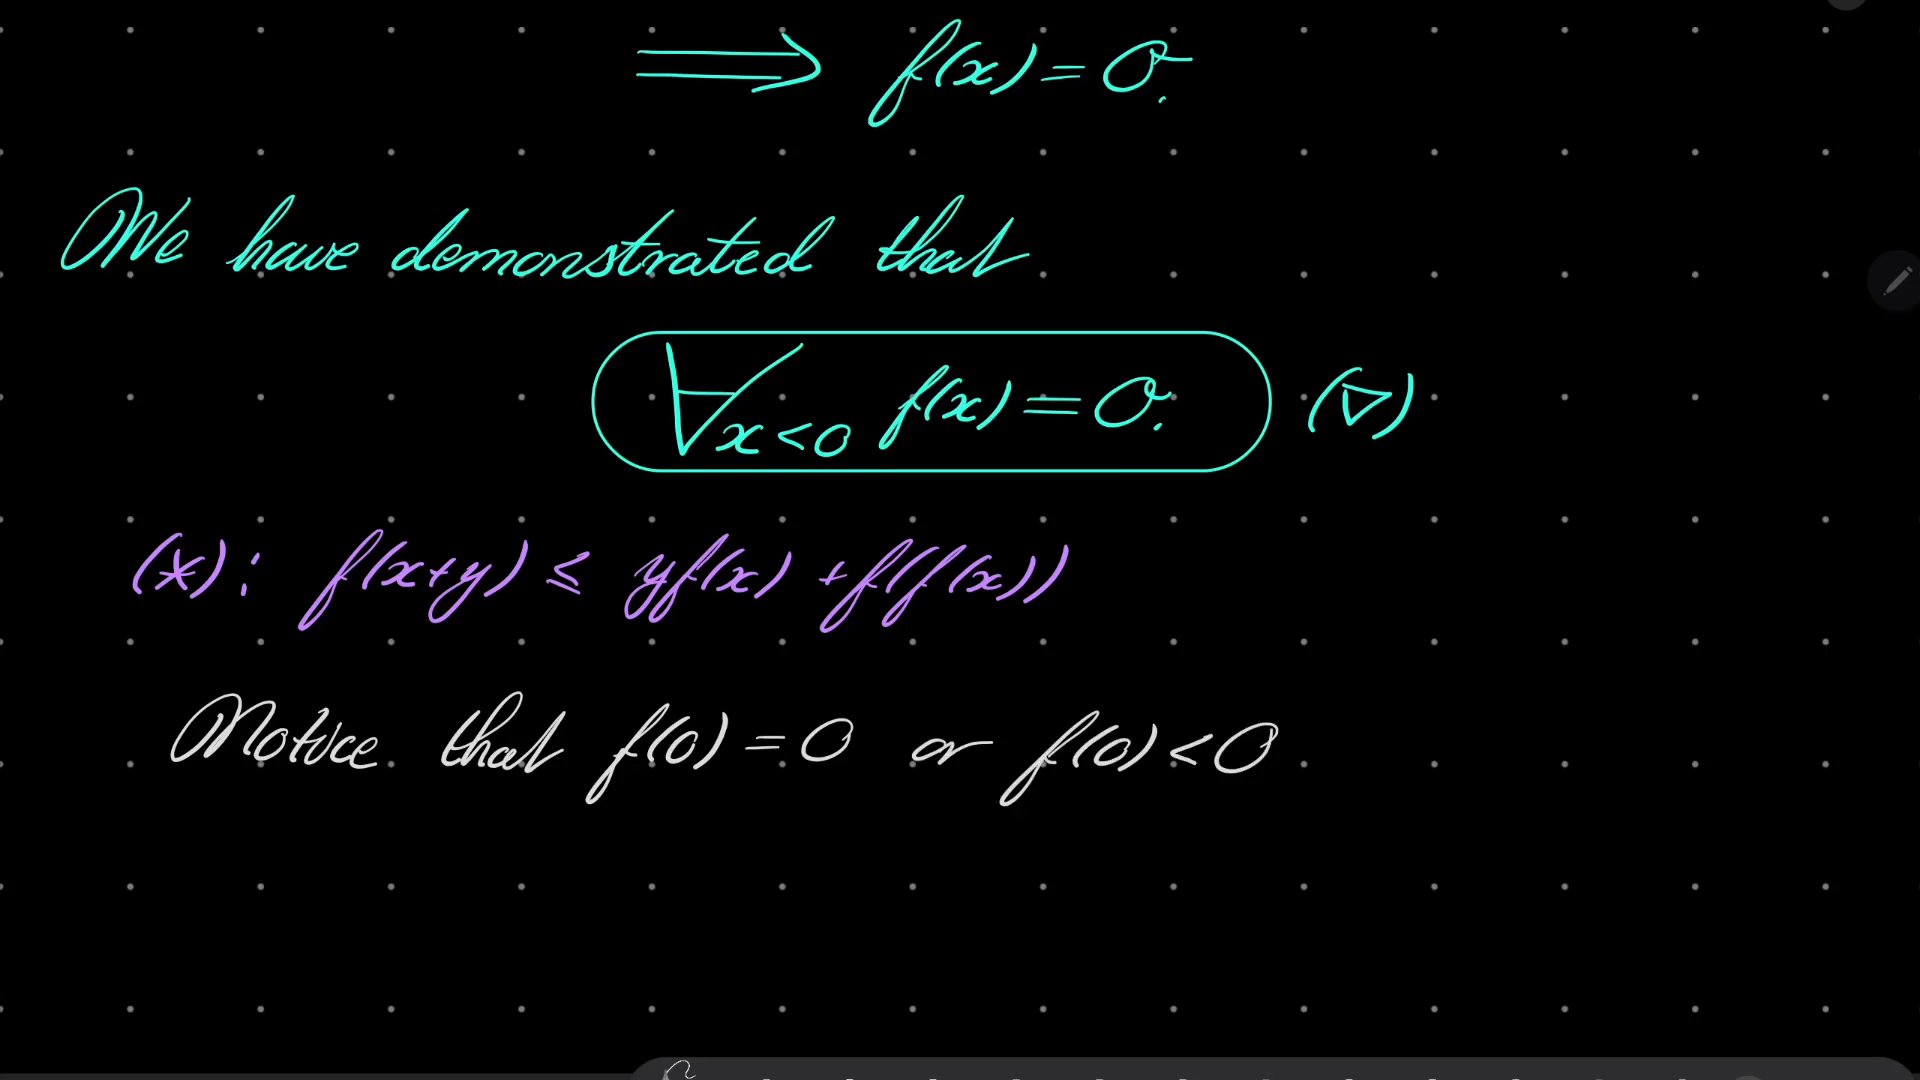 ⟹ f(x)=0.
We have demonstrated that
∀x<0 f(x)=0. (∇)
(*): f(x+y) ≤ yf(x) + f(f(x))
Notice that f(0)=0 or f(0)<0